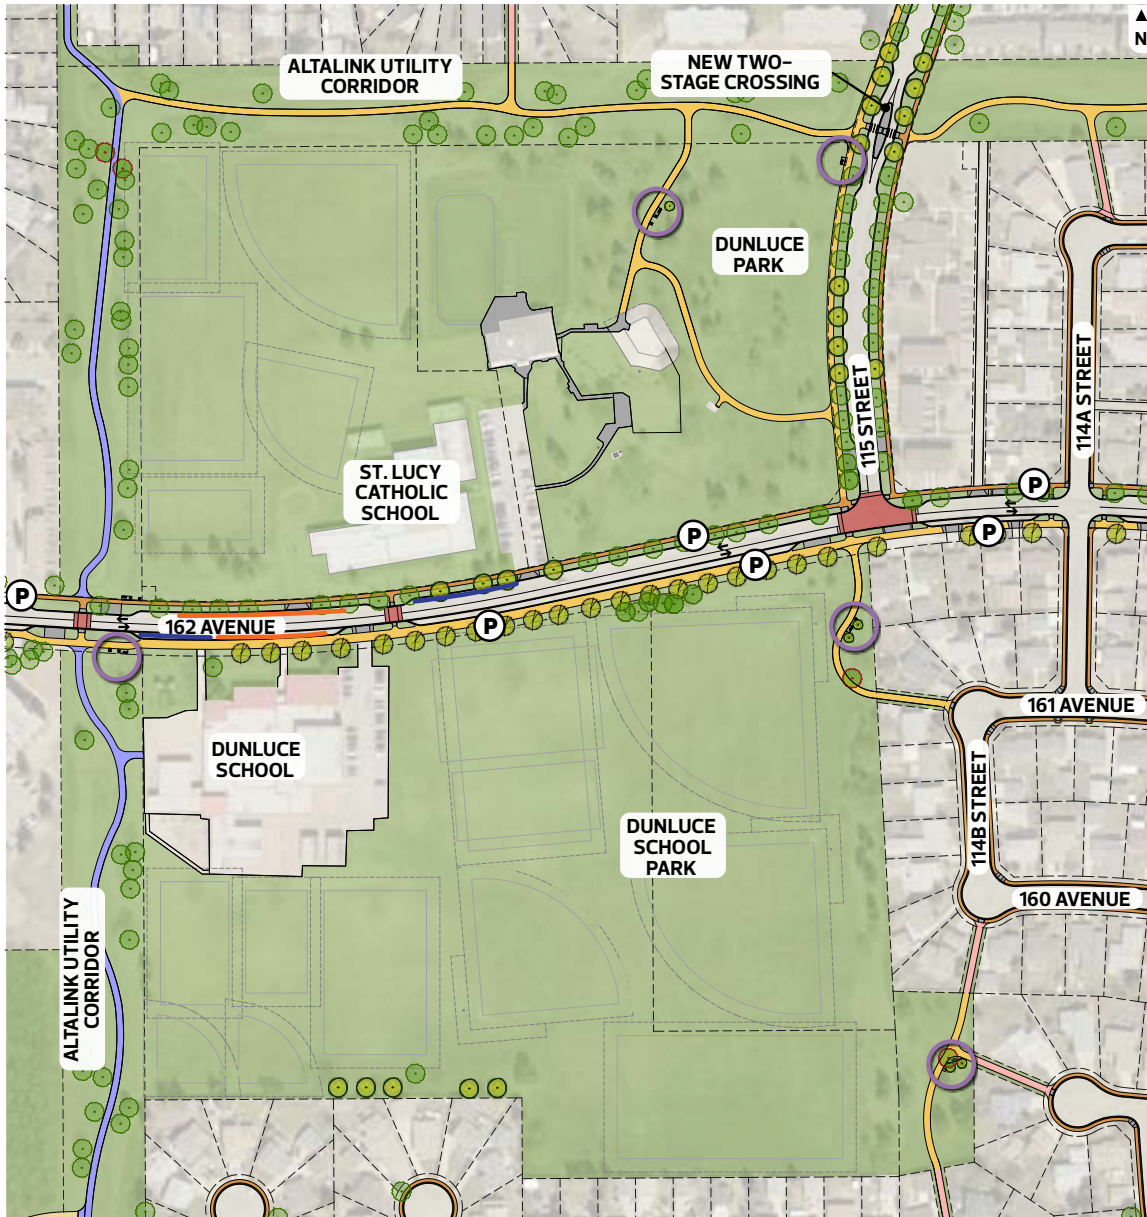 ALTALINK UTILITY
CORRIDOR
NEW TWO-
STAGE CROSSING
N
DUNLUCE
PARK
115 STREET
114A STREET
ST. LUCY
CATHOLIC
SCHOOL
P
P
P
P
P
P
162 AVENUE
161 AVENUE
DUNLUCE
SCHOOL
114B STREET
DUNLUCE
SCHOOL
PARK
160 AVENUE
ALTALINK UTILITY
CORRIDOR